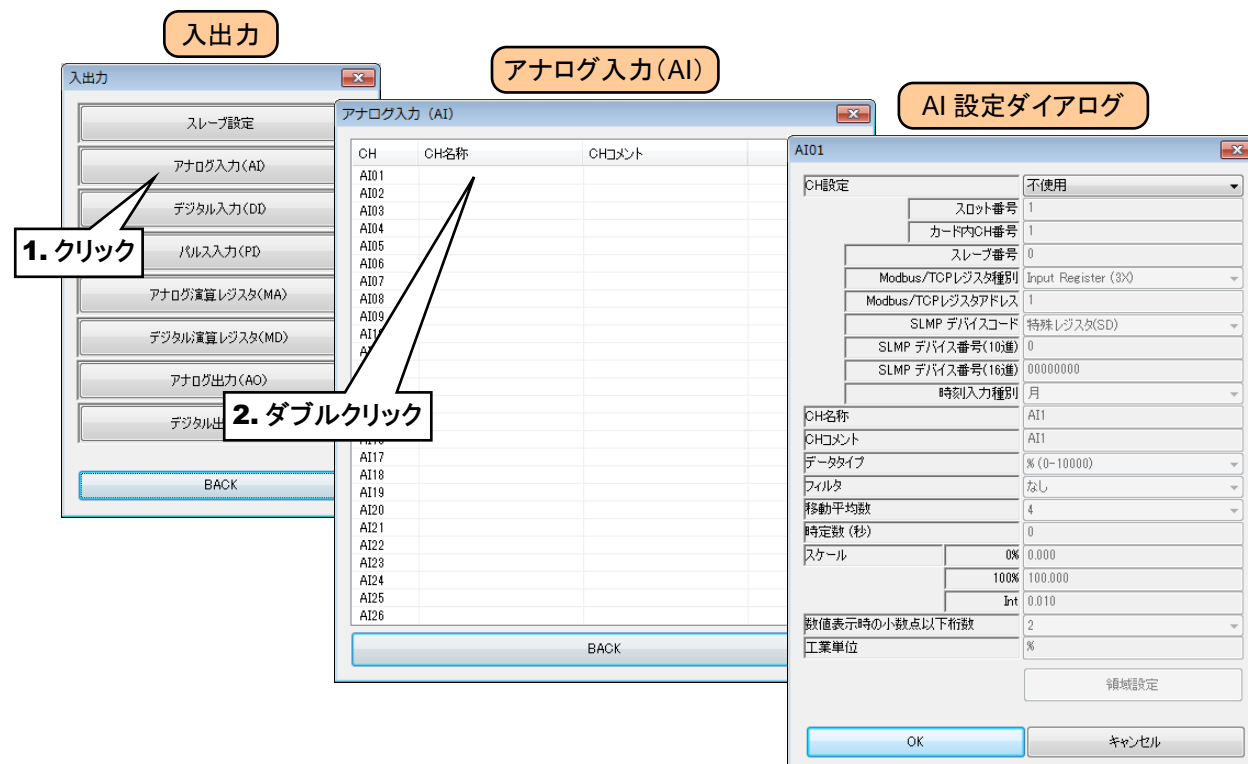 入出力
アナログ入力(AI)
AI 設定ダイアログ
入出力
スレーブ設定
アナログ入力(AI)
デジタル入力(DI)
パルス入力(PI)
アナログ演算レジスタ(MA)
デジタル演算レジスタ(MD)
アナログ出力(AO)
デジタル出
BACK
1. クリック
アナログ入力 (AI)
CH CH名称 CHコメント
AI01
AI02
AI03
AI04
AI05
AI06
AI07
AI08
AI09
AI17
AI18
AI19
AI20
AI21
AI22
AI23
AI24
AI25
AI26
BACK
2. ダブルクリック
AI01
CH設定 不使用
スロット番号 1
カード内CH番号 1
スレーブ番号 0
Modbus/TCPレジスタ種別 Input Register (3X)
Modbus/TCPレジスタアドレス 1
SLMP デバイスコード 特殊レジスタ(SD)
SLMP デバイス番号(10進) 0
SLMP デバイス番号(16進) 00000000
時刻入力種別 月
CH名称 AI1
CHコメント AI1
データタイプ % (0-10000)
フィルタ なし
移動平均数 4
時定数 (秒) 0
スケール 0% 0.000
100% 100.000
Int 0.010
数値表示時の小数点以下桁数 2
工業単位 %
領域設定
OK キャンセル